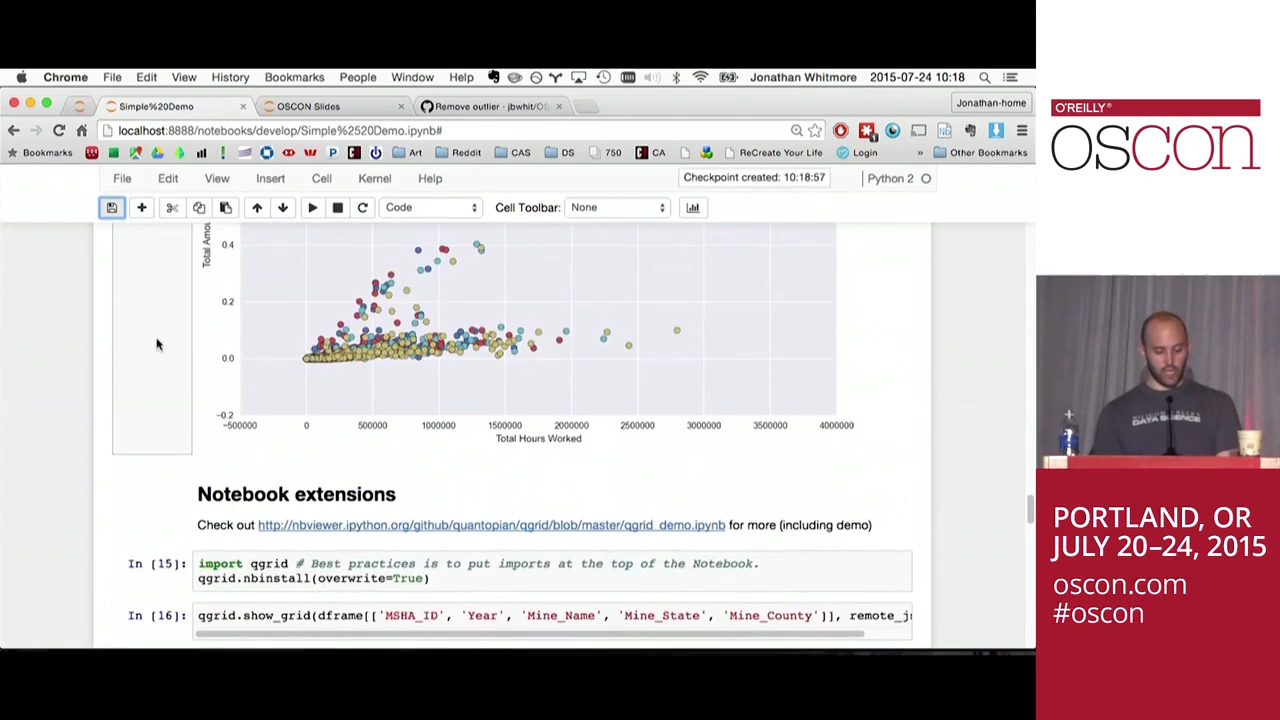 Chrome File Edit View History Bookmarks People Window Help Jonathan Whitmore 2015-07-24 10:18
Simple%20Demo
OSCON Slides
Remove outlier · jbwhit/OS
Jonathan-home
localhost:8888/notebooks/develop/Simple%2520Demo.ipynb#
Bookmarks Art Reddit CAS DS 750 CA ReCreate Your Life Login » Other Bookmarks
File Edit View Insert Cell Kernel Help
Checkpoint created: 10:18:57
Python 2
Code
Cell Toolbar: None
Total Amou
0.4
0.2
0.0
−0.2
−500000 0 500000 1000000 1500000 2000000 2500000 3000000 3500000 4000000
Total Hours Worked
Notebook extensions
Check out http://nbviewer.ipython.org/github/quantopian/qgrid/blob/master/qgrid_demo.ipynb for more (including demo)
In [15]: import qgrid # Best practices is to put imports at the top of the Notebook.
qgrid.nbinstall(overwrite=True)
In [16]: qgrid.show_grid(dframe[['MSHA_ID', 'Year', 'Mine_Name', 'Mine_State', 'Mine_County']], remote_j
O'REILLY®
OSCON
DATA SCIENCE
PORTLAND, OR
JULY 20–24, 2015
oscon.com
#oscon